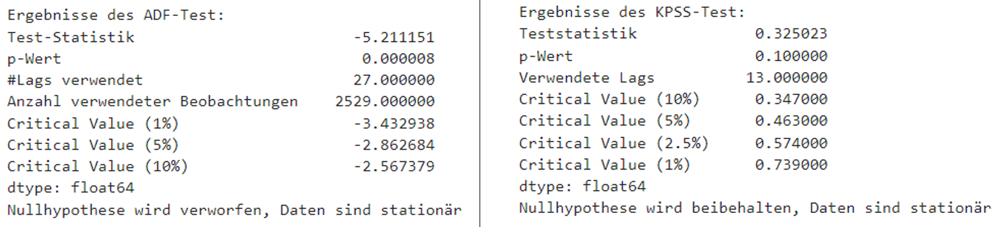 Ergebnisse des ADF-Test:
Test-Statistik -5.211151
p-Wert 0.000008
#Lags verwendet 27.000000
Anzahl verwendeter Beobachtungen 2529.000000
Critical Value (1%) -3.432938
Critical Value (5%) -2.862684
Critical Value (10%) -2.567379
dtype: float64
Nullhypothese wird verworfen, Daten sind stationär
Ergebnisse des KPSS-Test:
Teststatistik 0.325023
p-Wert 0.100000
Verwendete Lags 13.000000
Critical Value (10%) 0.347000
Critical Value (5%) 0.463000
Critical Value (2.5%) 0.574000
Critical Value (1%) 0.739000
dtype: float64
Nullhypothese wird beibehalten, Daten sind stationär